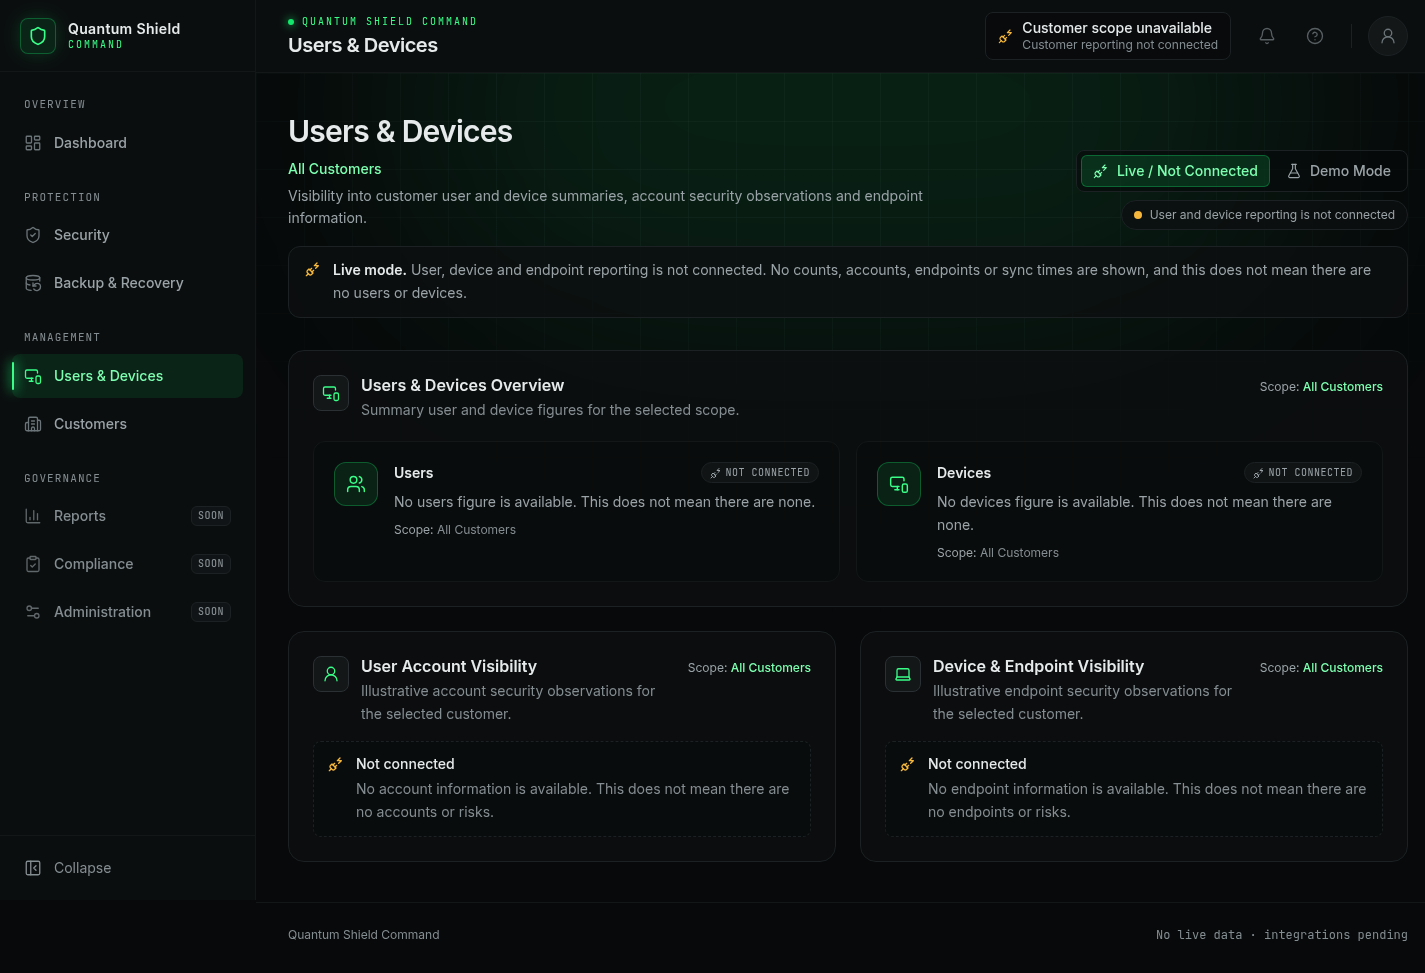 Quantum Shield
COMMAND
OVERVIEW
Dashboard
PROTECTION
Security
Backup & Recovery
MANAGEMENT
Users & Devices
Customers
GOVERNANCE
Reports
SOON
Compliance
SOON
Administration
SOON
Collapse
QUANTUM SHIELD COMMAND
Users & Devices
Customer scope unavailable
Customer reporting not connected
Users & Devices
All Customers
Visibility into customer user and device summaries, account security observations and endpoint
information.
Live / Not Connected
Demo Mode
User and device reporting is not connected
Live mode. User, device and endpoint reporting is not connected. No counts, accounts, endpoints or sync times are shown, and this does not mean there are
no users or devices.
Users & Devices Overview
Summary user and device figures for the selected scope.
Scope: All Customers
Users
NOT CONNECTED
No users figure is available. This does not mean there are none.
Scope: All Customers
Devices
NOT CONNECTED
No devices figure is available. This does not mean there are
none.
Scope: All Customers
User Account Visibility
Scope: All Customers
Illustrative account security observations for
the selected customer.
Not connected
No account information is available. This does not mean there are
no accounts or risks.
Device & Endpoint Visibility
Scope: All Customers
Illustrative endpoint security observations for
the selected customer.
Not connected
No endpoint information is available. This does not mean there are
no endpoints or risks.
Quantum Shield Command
No live data · integrations pending